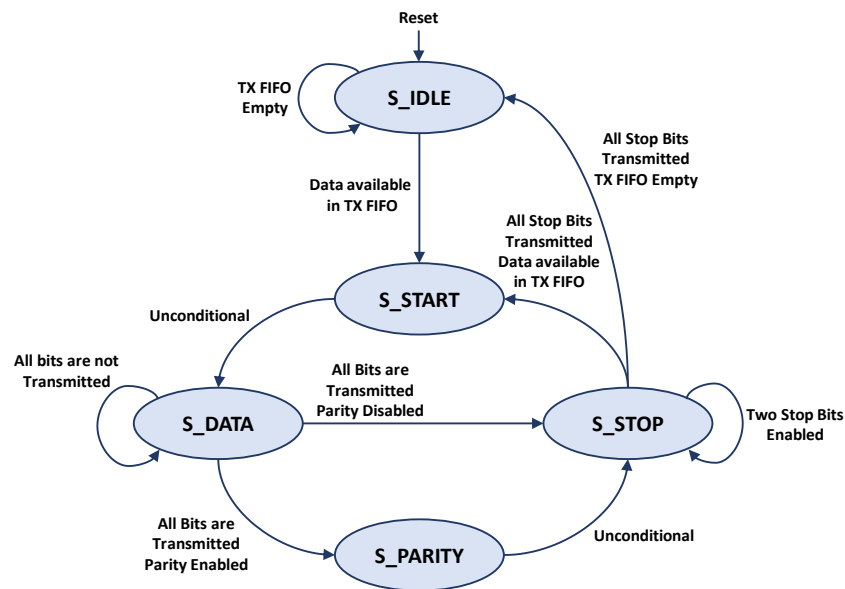 Reset
TX FIFO
Empty
S_IDLE
All Stop Bits
Transmitted
TX FIFO Empty
Data available
in TX FIFO
All Stop Bits
Transmitted
Data available
in TX FIFO
S_START
Unconditional
All bits are not
Transmitted
All Bits are
Transmitted
Parity Disabled
S_DATA
S_STOP
Two Stop Bits
Enabled
All Bits are
Transmitted
Parity Enabled
S_PARITY
Unconditional